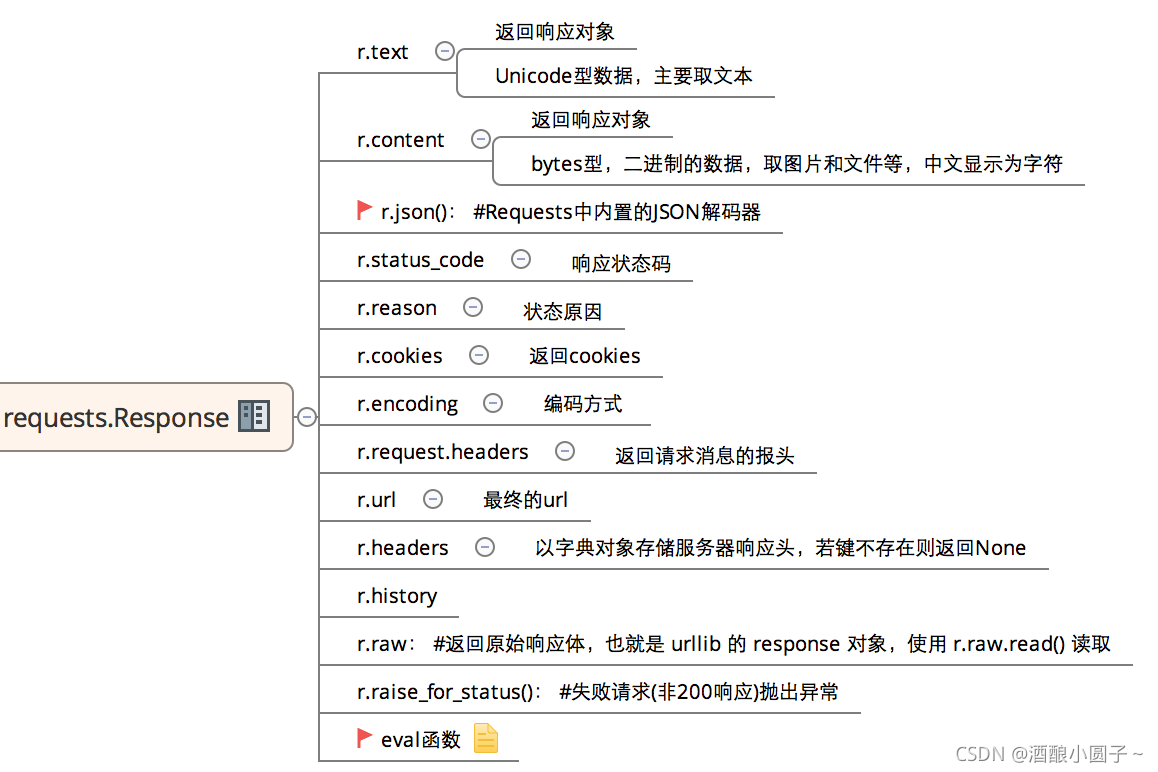 返回响应对象
r.text
Unicode型数据，主要取文本
返回响应对象
r.content
bytes型，二进制的数据，取图片和文件等，中文显示为字符
r.json()： #Requests中内置的JSON解码器
r.status_code 响应状态码
r.reason 状态原因
r.cookies 返回cookies
r.encoding 编码方式
requests.Response
r.request.headers 返回请求消息的报头
r.url 最终的url
r.headers 以字典对象存储服务器响应头，若键不存在则返回None
r.history
r.raw： #返回原始响应体，也就是 urllib 的 response 对象，使用 r.raw.read() 读取
r.raise_for_status()： #失败请求(非200响应)抛出异常
eval函数
CSDN @酒酿小圆子～